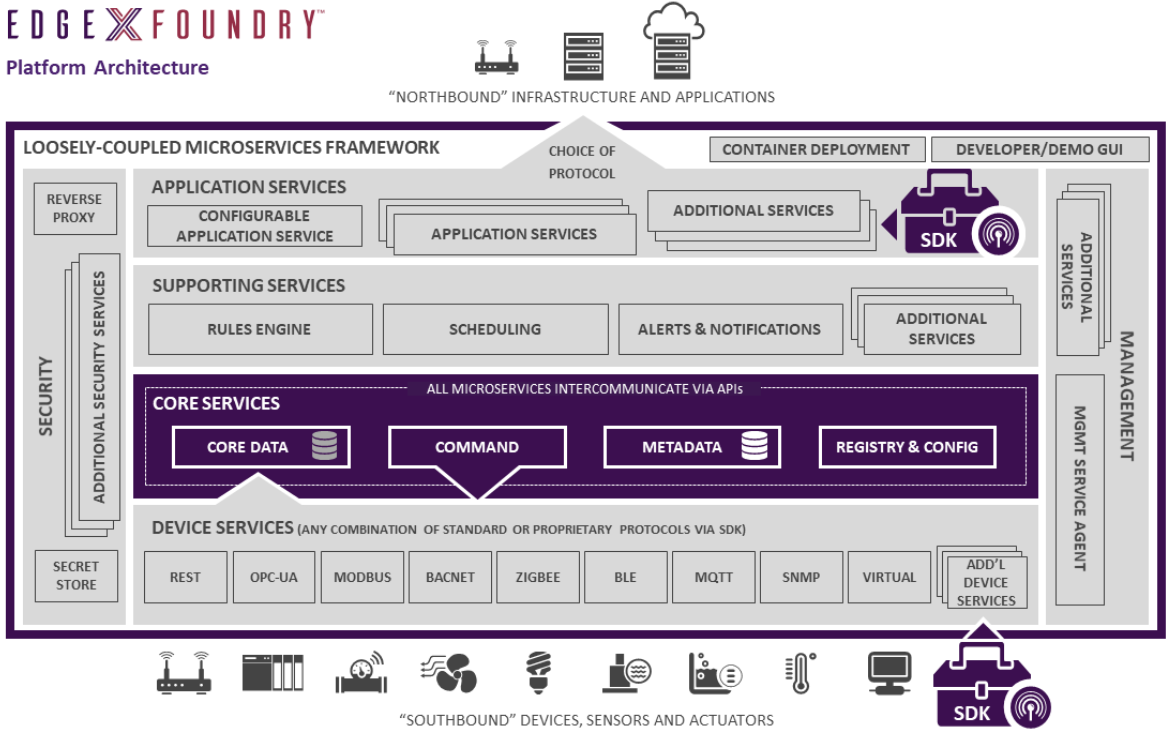 EDGEXFOUNDRY™
Platform Architecture
“NORTHBOUND” INFRASTRUCTURE AND APPLICATIONS
LOOSELY-COUPLED MICROSERVICES FRAMEWORK
CHOICE OF
PROTOCOL
CONTAINER DEPLOYMENT
DEVELOPER/DEMO GUI
REVERSE
PROXY
SECURITY
ADDITIONAL SECURITY SERVICES
SECRET
STORE
APPLICATION SERVICES
CONFIGURABLE
APPLICATION SERVICE
APPLICATION SERVICES
ADDITIONAL SERVICES
SDK
SUPPORTING SERVICES
RULES ENGINE
SCHEDULING
ALERTS & NOTIFICATIONS
ADDITIONAL
SERVICES
ALL MICROSERVICES INTERCOMMUNICATE VIA APIs
CORE SERVICES
CORE DATA
COMMAND
METADATA
REGISTRY & CONFIG
DEVICE SERVICES (ANY COMBINATION OF STANDARD OR PROPRIETARY PROTOCOLS VIA SDK)
REST
OPC-UA
MODBUS
BACNET
ZIGBEE
BLE
MQTT
SNMP
VIRTUAL
ADD’L
DEVICE
SERVICES
ADDITIONAL
SERVICES
MANAGEMENT
MGMT SERVICE AGENT
“SOUTHBOUND” DEVICES, SENSORS AND ACTUATORS
SDK